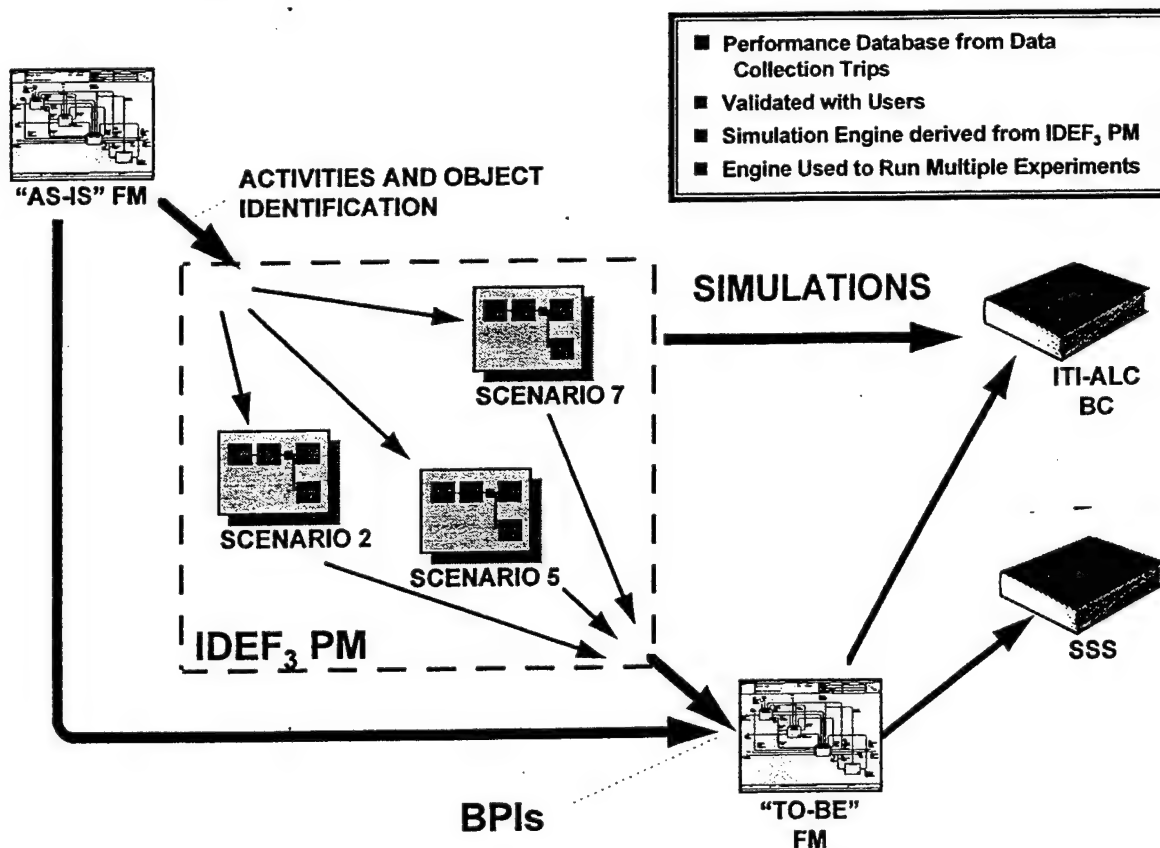 ■ Performance Database from Data
Collection Trips
■ Validated with Users
■ Simulation Engine derived from IDEF₃ PM
■ Engine Used to Run Multiple Experiments
"AS-IS" FM
ACTIVITIES AND OBJECT
IDENTIFICATION
SIMULATIONS
SCENARIO 7
ITI-ALC
BC
SCENARIO 2
SCENARIO 5
IDEF₃ PM
SSS
BPIs
"TO-BE"
FM